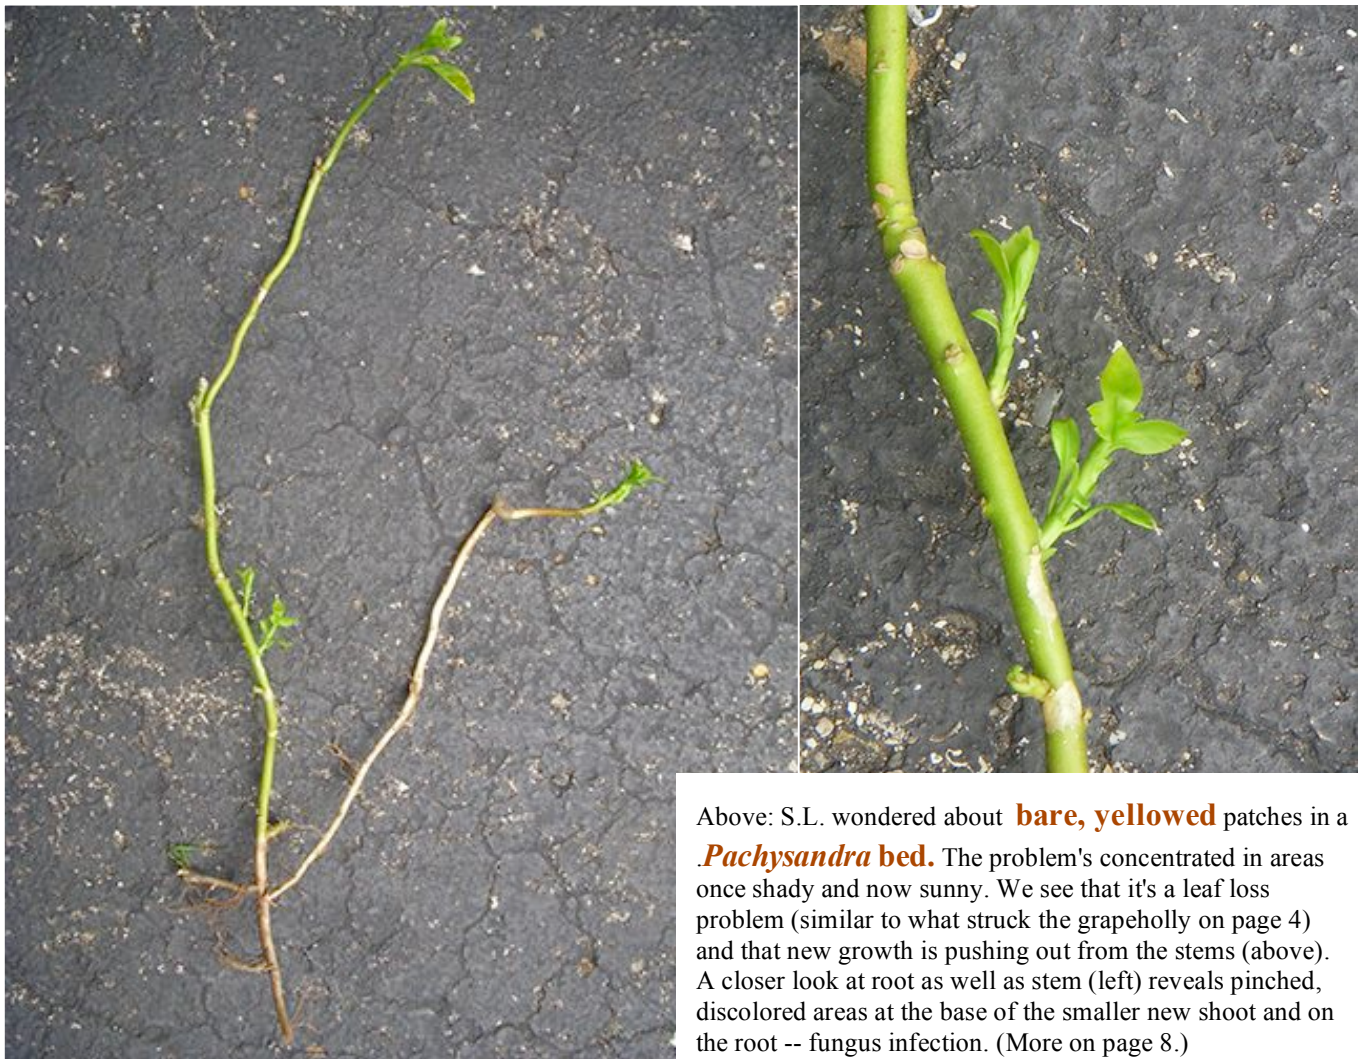 Above: S.L. wondered about bare, yellowed patches in a
.Pachysandra bed. The problem's concentrated in areas
once shady and now sunny. We see that it's a leaf loss
problem (similar to what struck the grapeholly on page 4)
and that new growth is pushing out from the stems (above).
A closer look at root as well as stem (left) reveals pinched,
discolored areas at the base of the smaller new shoot and on
the root -- fungus infection. (More on page 8.)